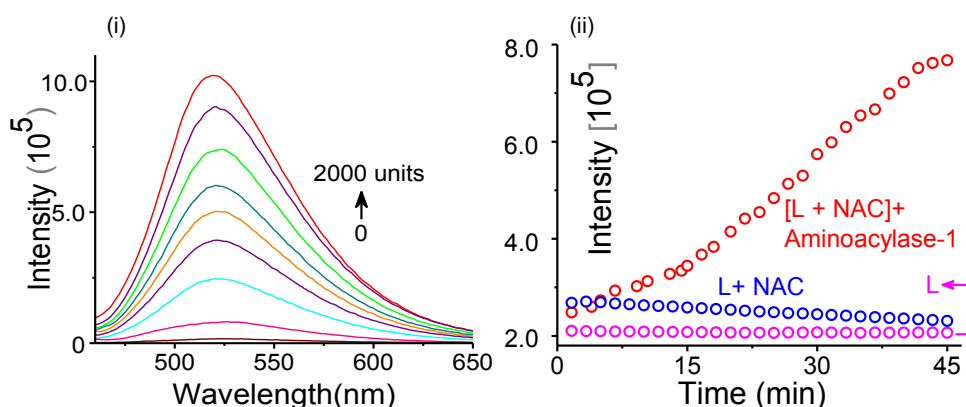 (i)
10.0
5.0
0
Intensity (10^5)
2000 units
0
500 550 600 650
Wavelength(nm)
(ii)
8.0
6.0
4.0
2.0
Intensity [10^5]
[L + NAC]+
Aminoacylase-1
L+ NAC
L
0 15 30 45
Time (min)